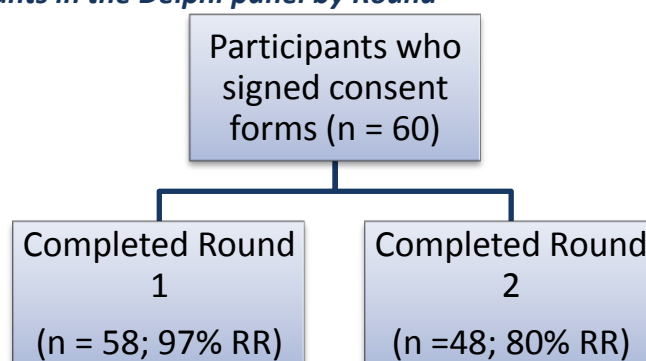 ants in the Delphi panel by Round
Participants who
signed consent
forms (n = 60)
Completed Round
1
(n = 58; 97% RR)
Completed Round
2
(n =48; 80% RR)